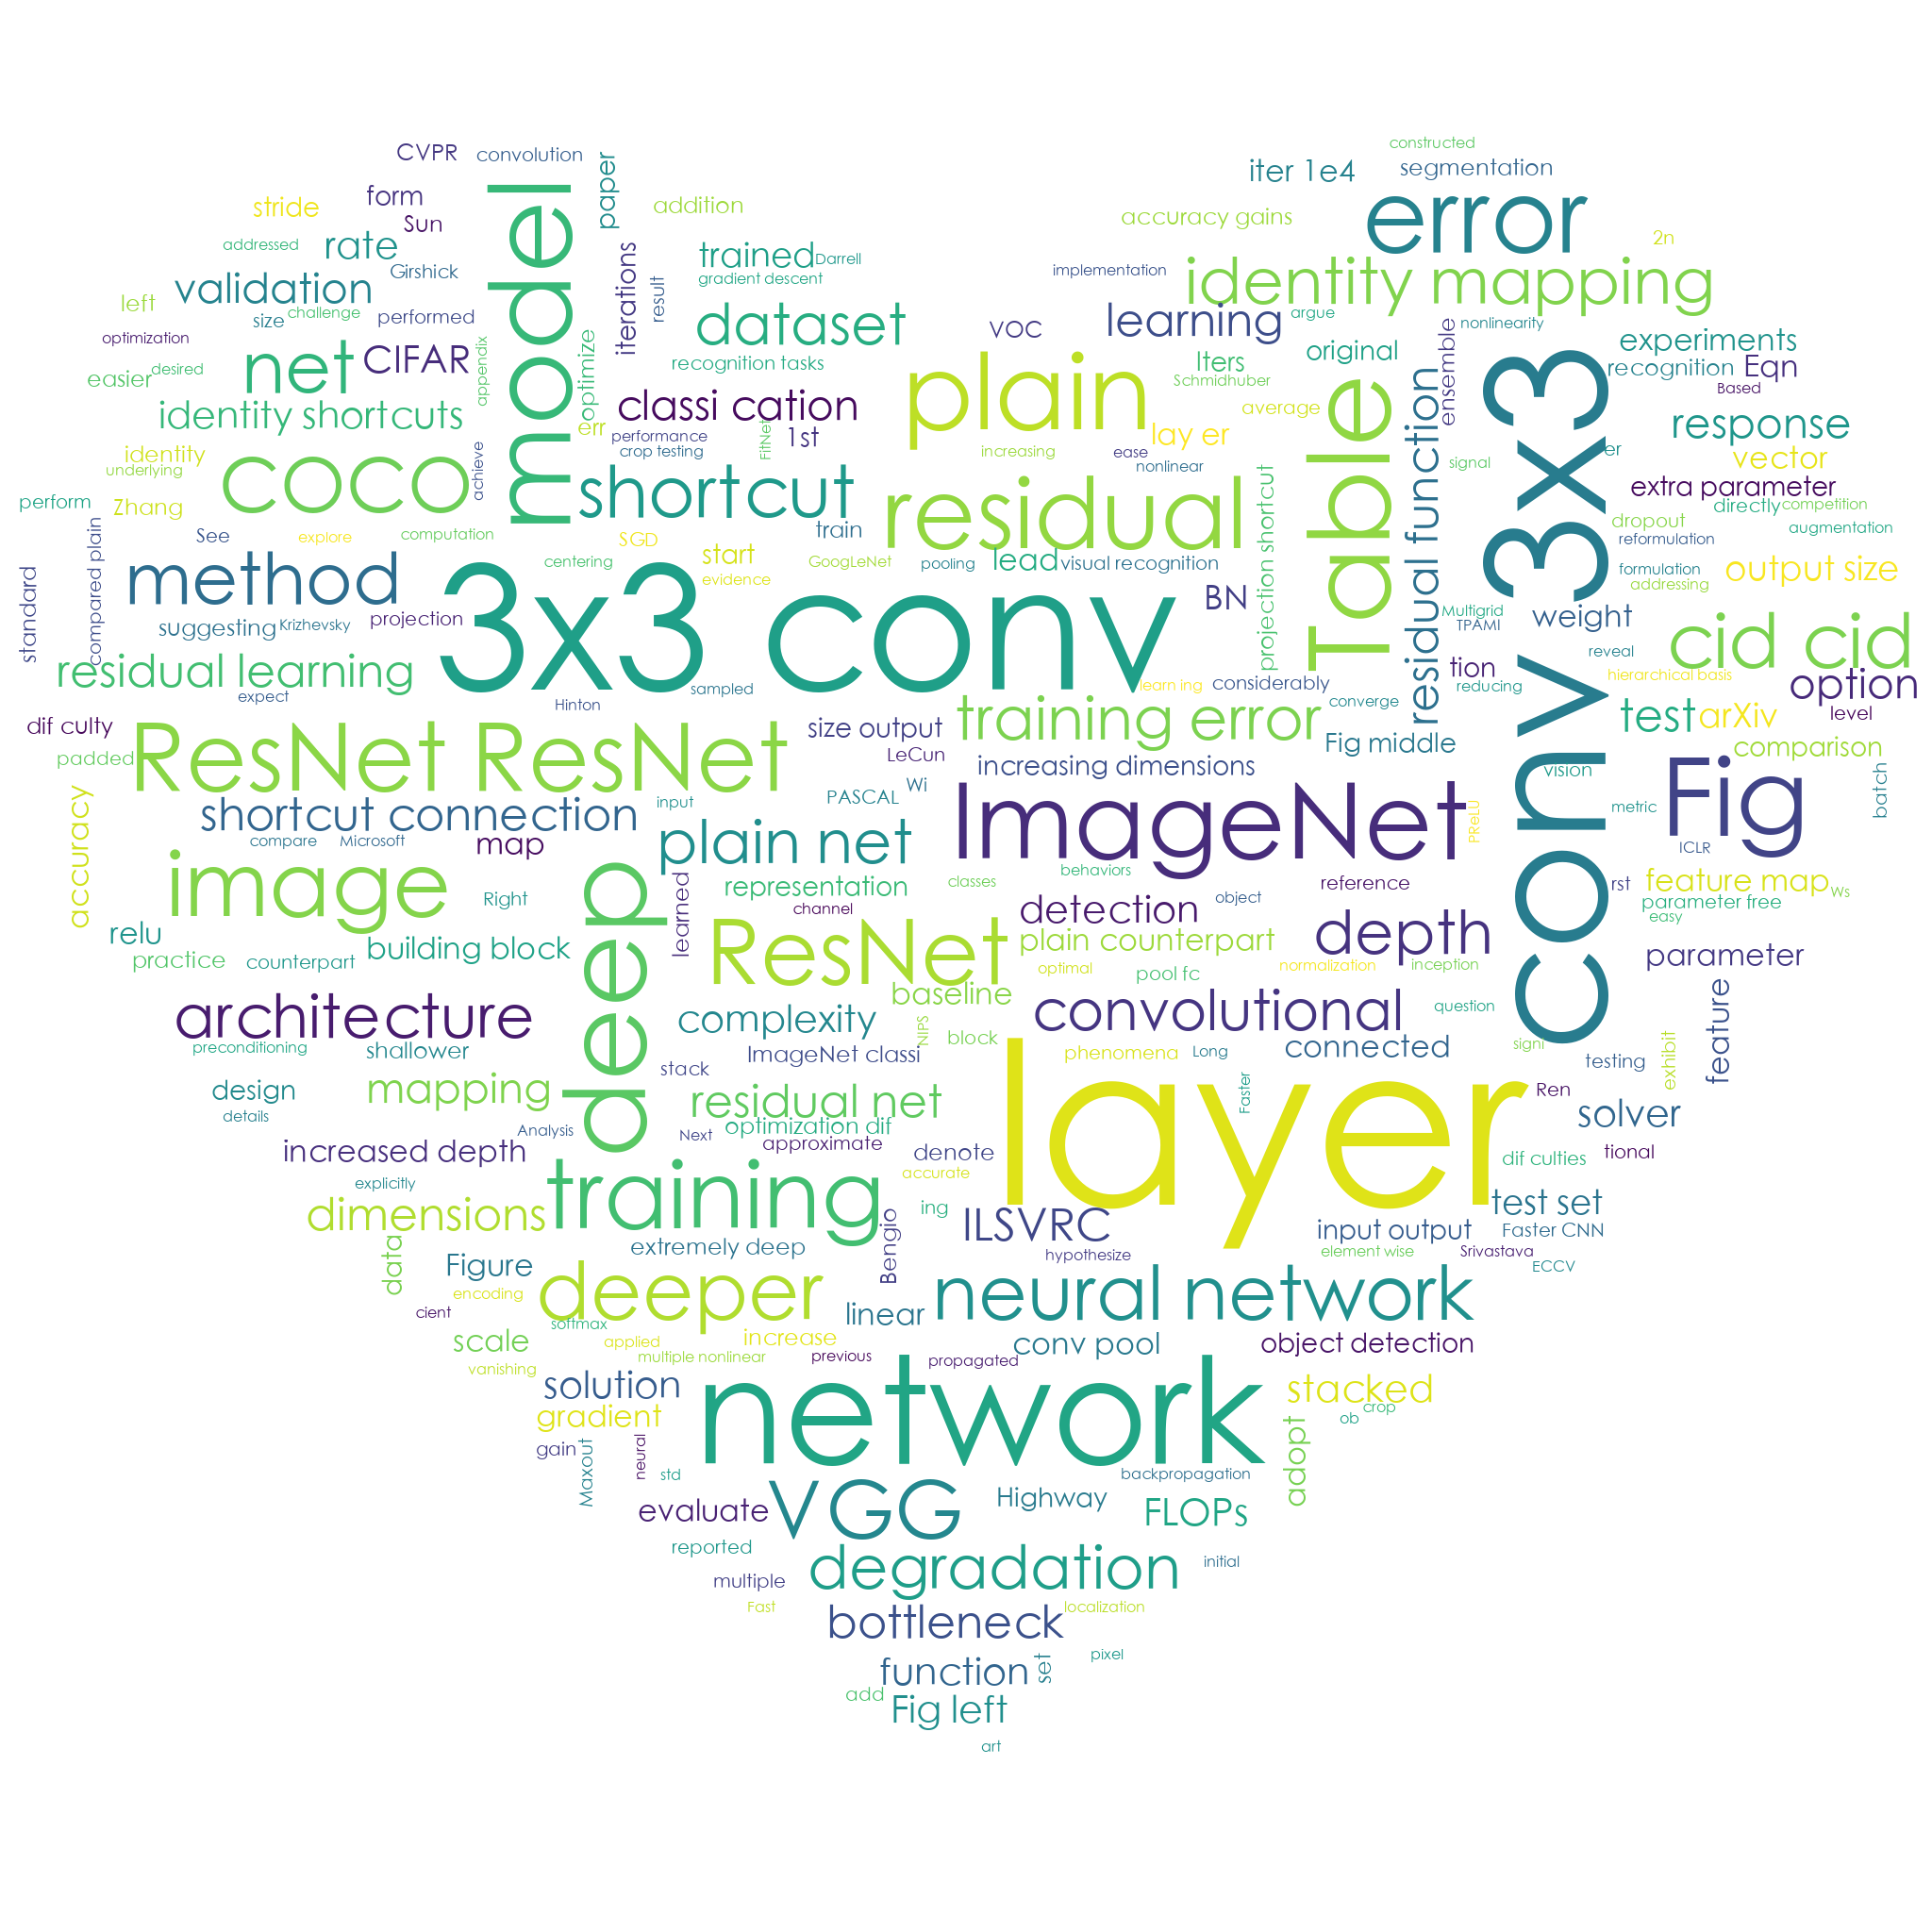 constructed
CVPR
convolution
paper
iter 1e4
segmentation
form
stride
Sun
addition
accuracy gains
error
model
addressed
rate
trained
Darrell
2n
Girshick
gradient descent
implementation
identity mapping
validation
iterations
result
left
size
challenge
performed
dataset
VOC
learning
argue
nonlinearity
ensemble
optimization
net
CIFAR
appendix
optimize
recognition tasks
lters
original
experiments
easier
desired
Schmidhuber
recognition
Eqn
Based
plain
identity shortcuts
classi cation
average
Table
residual function
conv 3x3
response
err
performance
1st
FitNet
lay er
identity
underlying
coco
achieve
crop testing
increasing
ease
nonlinear
signal
er
vector
perform
Zhang
shortcut
residual
projection shortcut
extra parameter
directly
competition
compared plain
See
explore
computation
SGD
train
dropout
augmentation
reformulation
start
centering
evidence
GoogLeNet
pooling
lead
visual recognition
formulation
output size
addressing
standard
method
3x3 conv
BN
Multigrid
TPAMI
weight
suggesting
Krizhevsky
projection
cid cid
reveal
residual learning
expect
sampled
learn ing
considerably
tion
reducing
hierarchical basis
option
Hinton
converge
dif culty
ResNet ResNet
size output
training error
test
arXiv
level
padded
LeCun
Fig middle
comparison
increasing dimensions
vision
batch
accuracy
shortcut connection
input
PASCAL
Wi
ImageNet
PReLU
metric
Fig
compare
Microsoft
map
plain net
ICLR
image
deep
behaviors
Right
learned
representation
classes
reference
rst
feature map
Ws
channel
object
parameter free
easy
relu
detection
depth
practice
counterpart
building block
ResNet
plain counterpart
parameter
optimal
pool fc
normalization
inception
baseline
architecture
complexity
convolutional
question
feature
NIPS
preconditioning
shallower
ImageNet classi
block
phenomena
Long
connected
signi
testing
exhibit
stack
layer
design
mapping
residual net
Faster
Ren
details
optimization dif
solver
Analysis
Next
increased depth
approximate
denote
dif culties
tional
explicitly
accurate
training
dimensions
ing
test set
ILSVRC
input output
Faster CNN
data
extremely deep
Bengio
hypothesize
element wise
Srivastava
ECCV
Figure
encoding
deeper
neural network
cient
softmax
linear
scale
applied
increase
conv pool
object detection
vanishing
multiple nonlinear
previous
propagated
solution
network
stacked
gradient
crop
ob
gain
Maxout
neural
std
backpropagation
adopt
evaluate
VGG
Highway
FLOPs
reported
degradation
initial
multiple
Fast
bottleneck
localization
function
set
pixel
add
Fig left
art